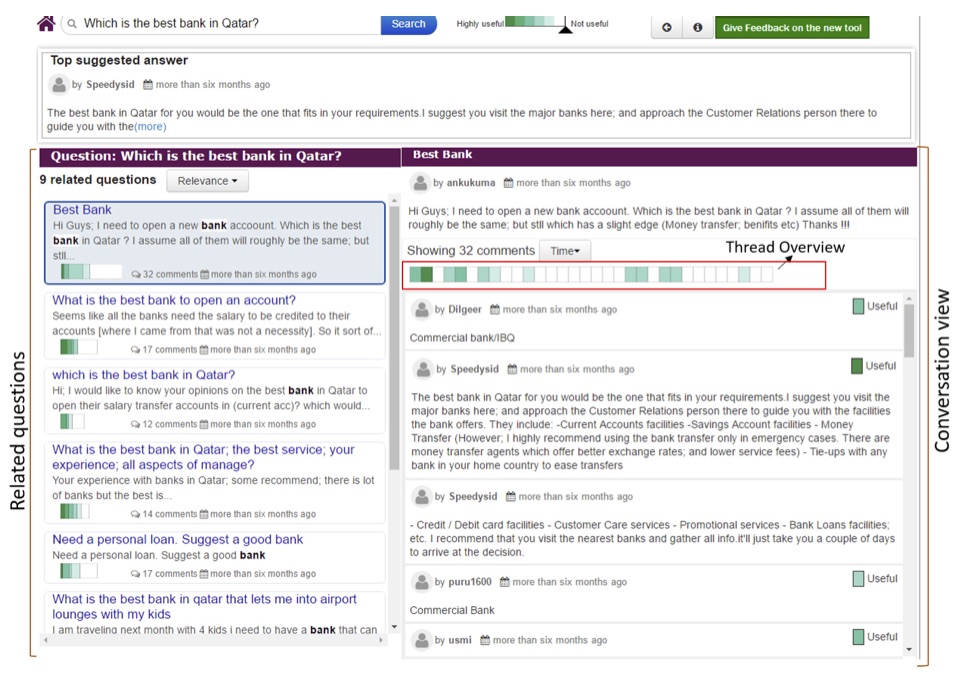 Which is the best bank in Qatar?
Search
Highly useful
Not useful
Give Feedback on the new tool
Top suggested answer
by Speedysid more than six months ago
The best bank in Qatar for you would be the one that fits in your requirements.I suggest you visit the major banks here; and approach the Customer Relations person there to
guide you with the(more)
Related questions
Question: Which is the best bank in Qatar?
9 related questions
Relevance
Best Bank
Hi Guys; I need to open a new bank account. Which is the best
bank in Qatar ? I assume all of them will roughly be the same; but
stll...
32 comments more than six months ago
What is the best bank to open an account?
Seems like all the banks need the salary to be credited to their
accounts [where I came from that was not a necessity]. So it sort of...
17 comments more than six months ago
which is the best bank in Qatar?
Hi; I would like to know your opinions on the best bank in Qatar to
open their salary transfer accounts in (current acc)? which would...
12 comments more than six months ago
What is the best bank in Qatar; the best service; your
experience; all aspects of manage?
Your experience with banks in Qatar; some recommend; there is lot
of banks but the best is...
14 comments more than six months ago
Need a personal loan. Suggest a good bank
Need a personal loan. Suggest a good bank
17 comments more than six months ago
What is the best bank in qatar that lets me into airport
lounges with my kids
I am traveling next month with 4 kids i need to have a bank that can
Best Bank
by ankukuma more than six months ago
Hi Guys; I need to open a new bank appcount. Which is the best bank in Qatar ? I assume all of them will
roughly be the same; but stll which has a slight edge (Money transfer; benifits etc) Thanks !!!
Showing 32 comments
Time
Thread Overview
by Dilgeer more than six months ago
Useful
Commercial bank/IBQ
by Speedysid more than six months ago
Useful
The best bank in Qatar for you would be the one that fits in your requirements.I suggest you visit the
major banks here; and approach the Customer Relations person there to guide you with the facilities
the bank offers. They include: -Current Accounts facilities -Savings Account facilities - Money
Transfer (However; I highly recommend using the bank transfer only in emergency cases. There are
money transfer agents which offer better exchange rates; and lower service fees) - Tie-ups with any
bank in your home country to ease transfers
by Speedysid more than six months ago
- Credit / Debit card facilities - Customer Care services - Promotional services - Bank Loans facilities;
etc. I recommend that you visit the nearest banks and gather all info.it'll just take you a couple of days
to arrive at the decision.
by puru1600 more than six months ago
Useful
Commercial Bank
by usmi more than six months ago
Useful
Conversation view